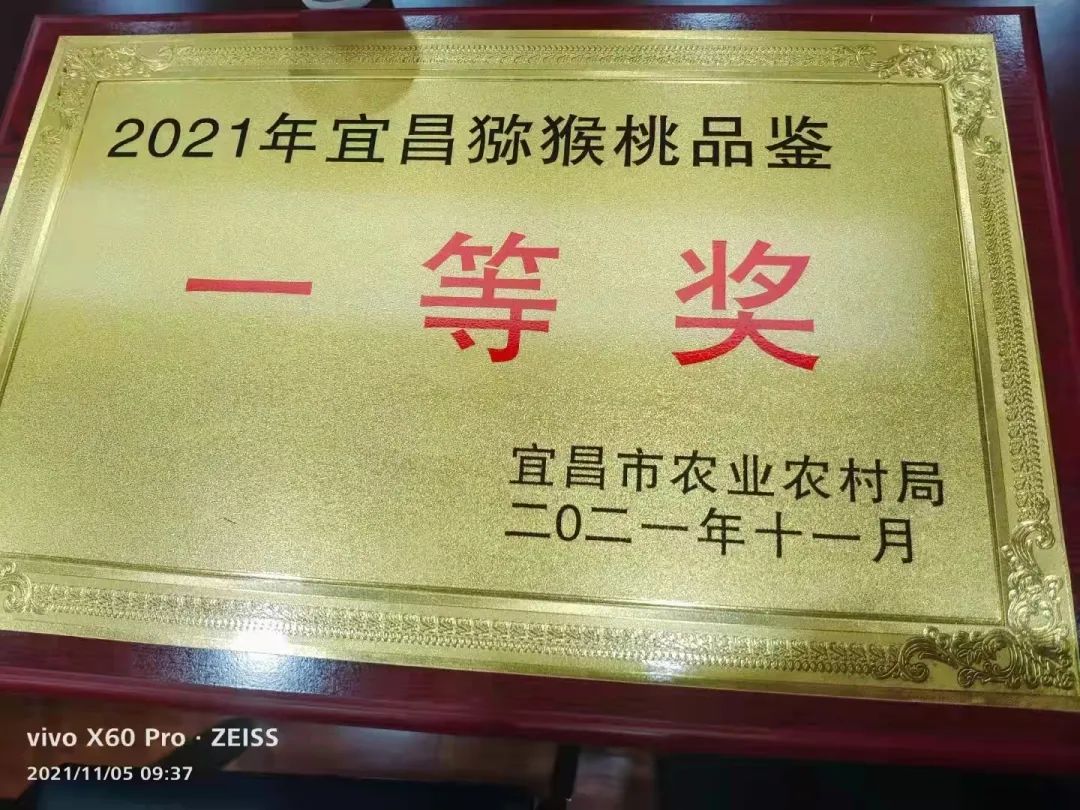 2021年宜昌猕猴桃品鉴
一等奖
宜昌市农业农村局
二0二一年十一月
vivo X60 Pro · ZEISS
2021/11/05 09:37